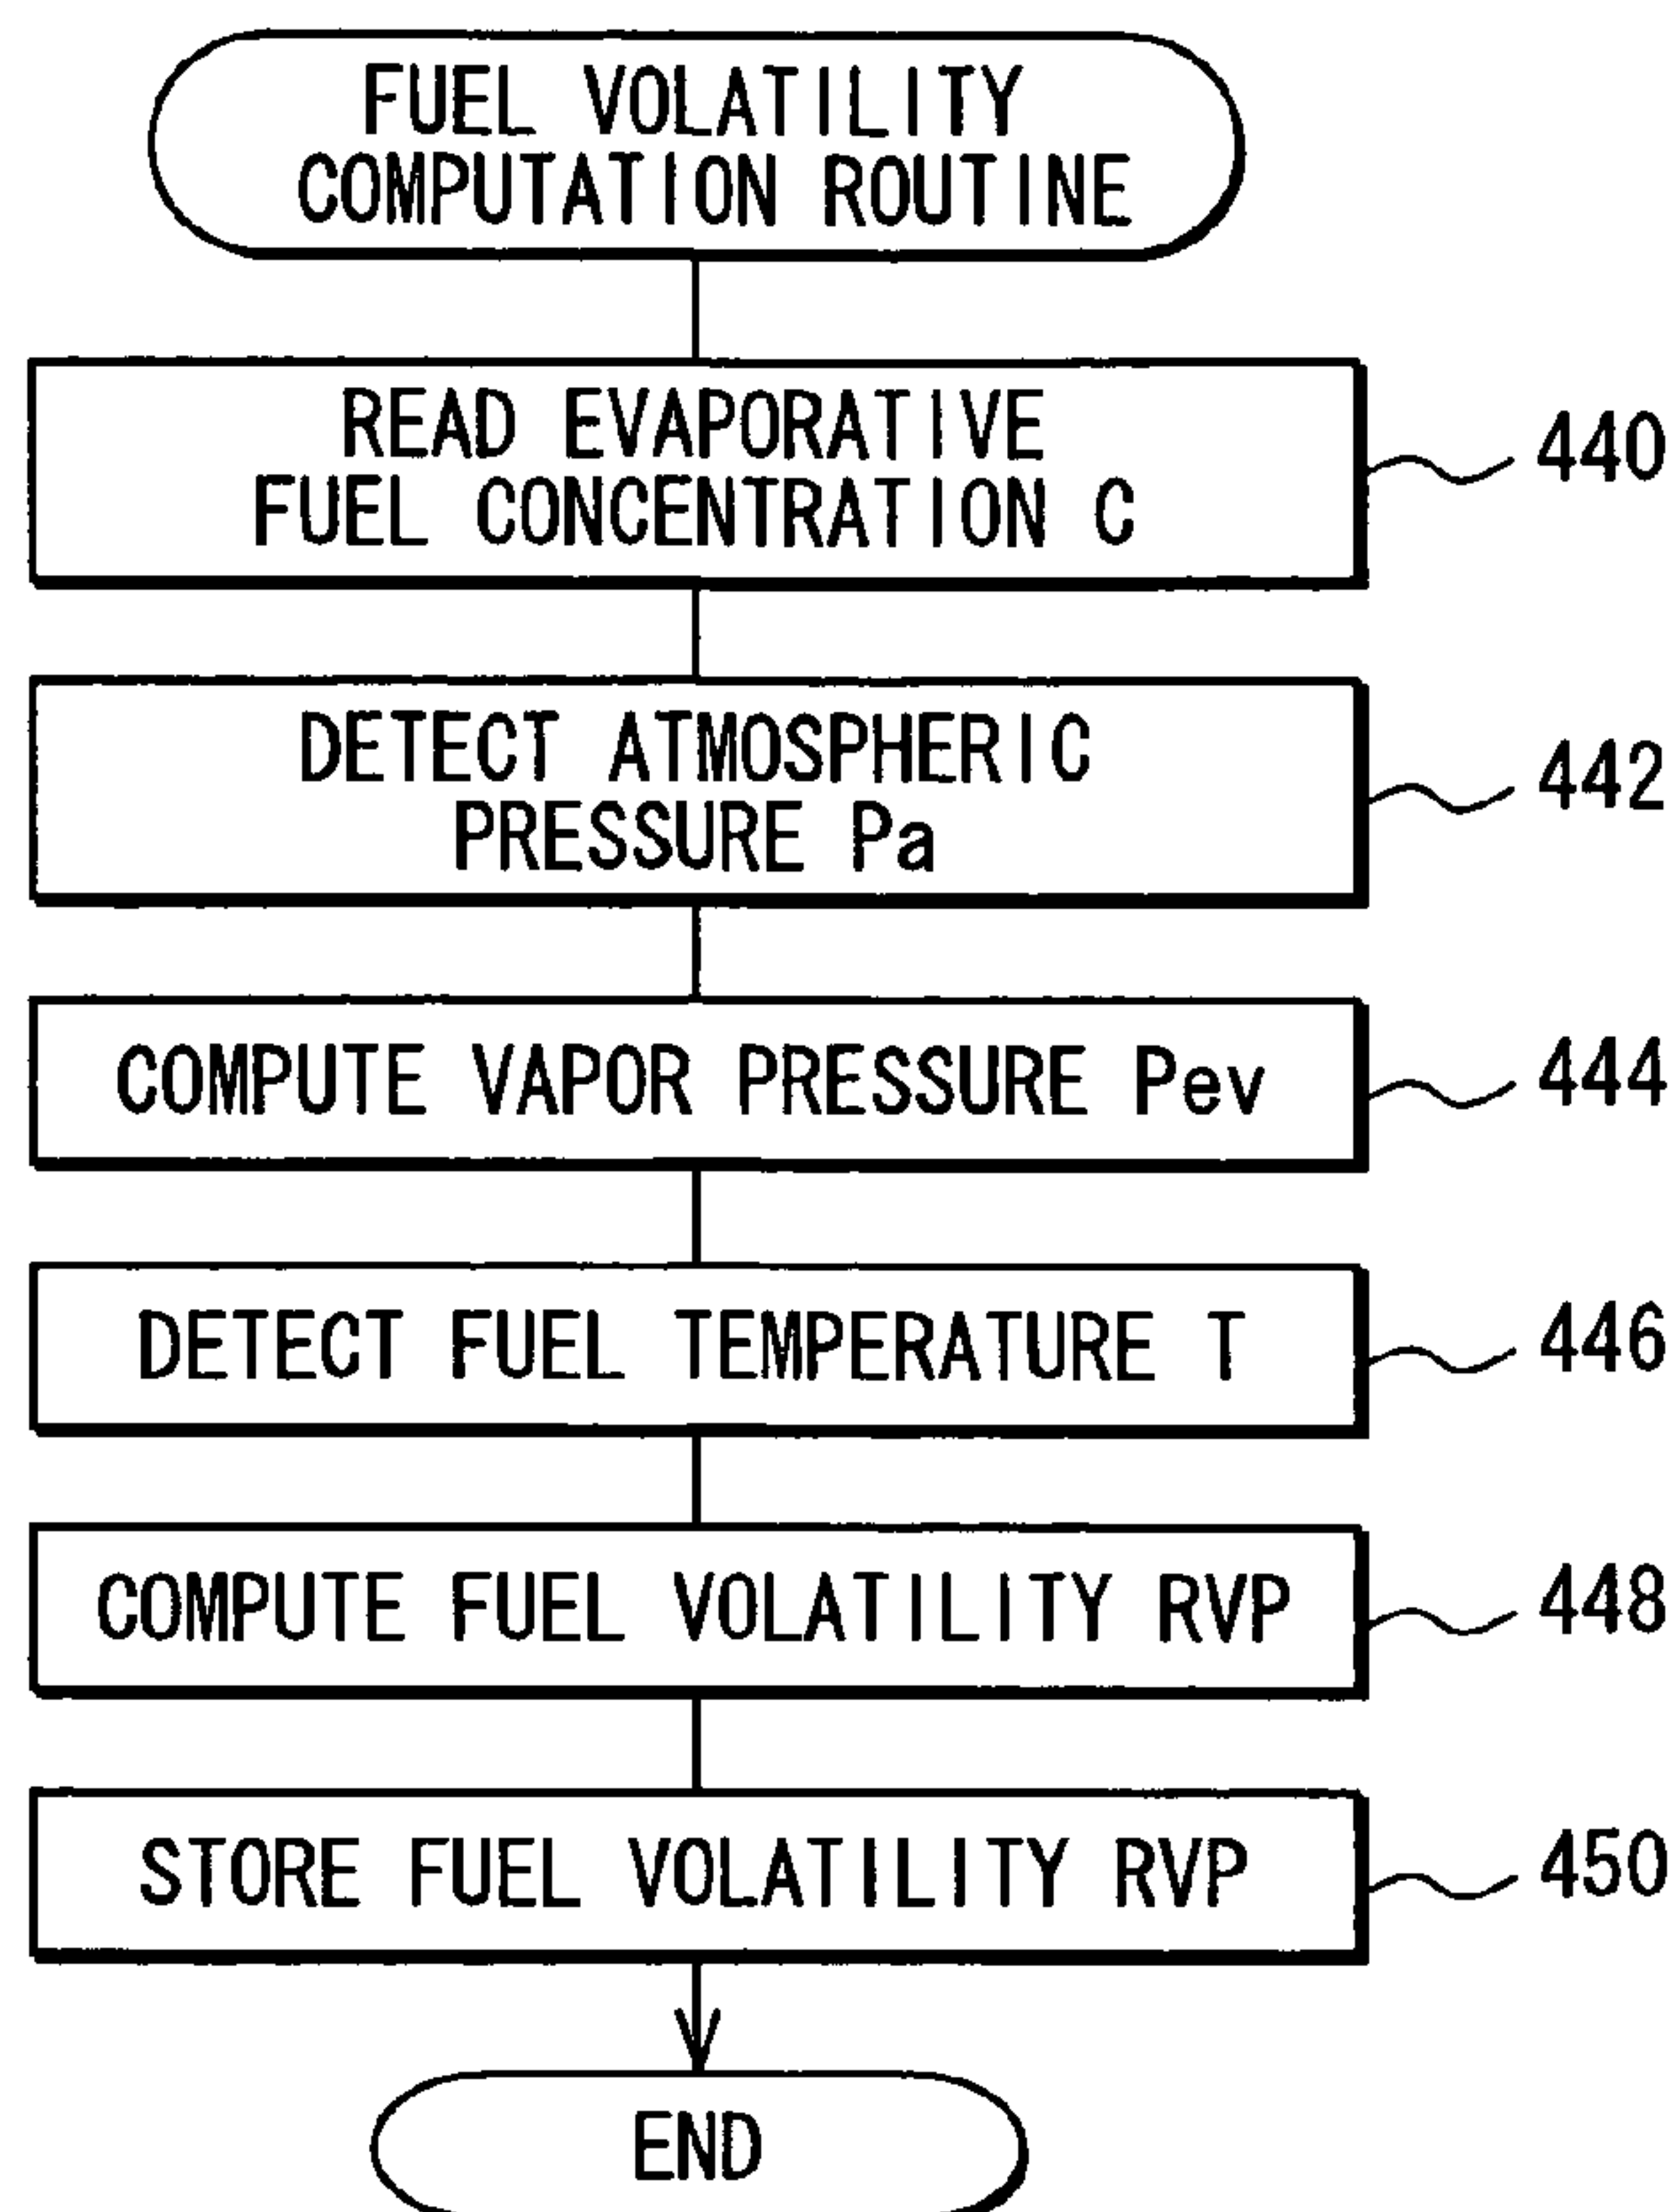 FUEL VOLATILITY
COMPUTATION ROUTINE
READ EVAPORATIVE
FUEL CONCENTRATION C
440
DETECT ATMOSPHERIC
PRESSURE Pa
442
COMPUTE VAPOR PRESSURE Pev
444
DETECT FUEL TEMPERATURE T
446
COMPUTE FUEL VOLATILITY RVP
448
STORE FUEL VOLATILITY RVP
450
END